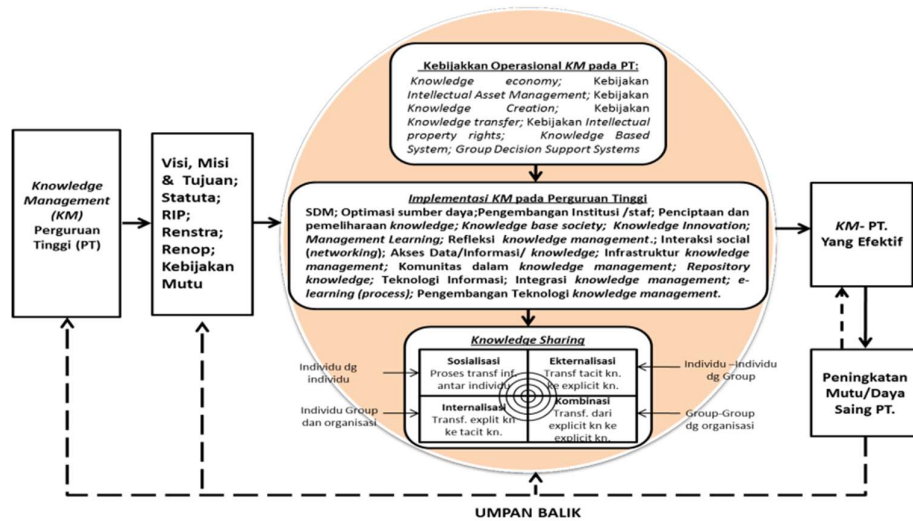 Kebijakkan Operasional KM pada PT:
Knowledge economy; Kebijakan
Intellectual Asset Management; Kebijakan
Knowledge Creation; Kebijakan
Knowledge transfer; Kebijakan Intellectual
property rights; Knowledge Based
System; Group Decision Support Systems
Knowledge
Management (KM)
Perguruan
Tinggi (PT)
Visi, Misi
& Tujuan;
Statuta;
RIP;
Renstra;
Renop;
Kebijakan
Mutu
Implementasi KM pada Perguruan Tinggi
SDM; Optimasi sumber daya;Pengembangan Institusi /staf; Penciptaan dan
pemeliharaan knowledge; Knowledge base society; Knowledge Innovation;
Management Learning; Refleksi knowledge management.; Interaksi social
(networking); Akses Data/Informasi/ knowledge; Infrastruktur knowledge
management; Komunitas dalam knowledge management; Repository
knowledge; Teknologi Informasi; Integrasi knowledge management; e-
learning (process); Pengembangan Teknologi knowledge management.
KM- PT.
Yang Efektif
Knowledge Sharing
Individu dg
individu
Sosialisasi
Proses transf inf.
antar individu
Ekternalisasi
Transf tacit kn.
ke explicit kn.
Individu –Individu
dg Group
Individu Group
dan organisasi
Internalisasi
Transf. explit kn
ke tacit kn.
Kombinasi
Transf. dari
explicit kn ke
explicit kn.
Group-Group
dg organisasi
Peningkatan
Mutu/Daya
Saing PT.
UMPAN BALIK